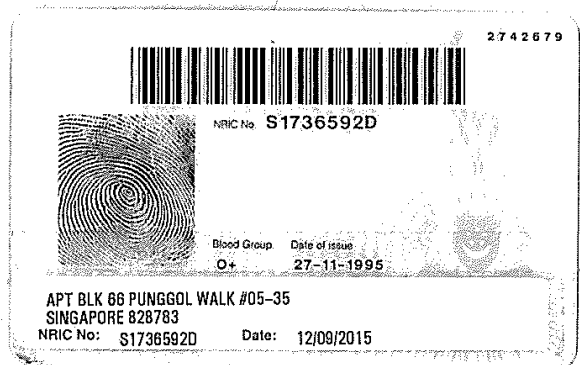 2742679
NRIC No. S1736592D
Blood Group Date of issue
O+ 27-11-1995
APT BLK 66 PUNGGOL WALK #05-35
SINGAPORE 828783
NRIC No: S1736592D Date: 12/09/2015